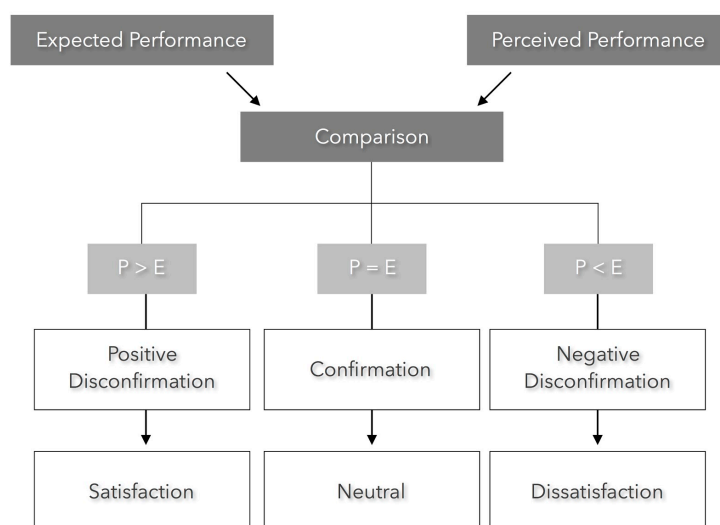 Expected Performance
Perceived Performance
Comparison
P > E
P = E
P < E
Positive
Disconfirmation
Confirmation
Negative
Disconfirmation
Satisfaction
Neutral
Dissatisfaction